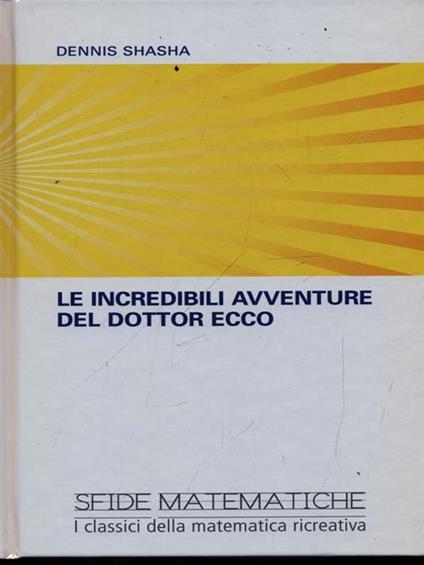 DENNIS SHASHA
LE INCREDIBILI AVVENTURE
DEL DOTTOR ECCO
SFIDE MATEMATICHE
I classici della matematica ricreativa